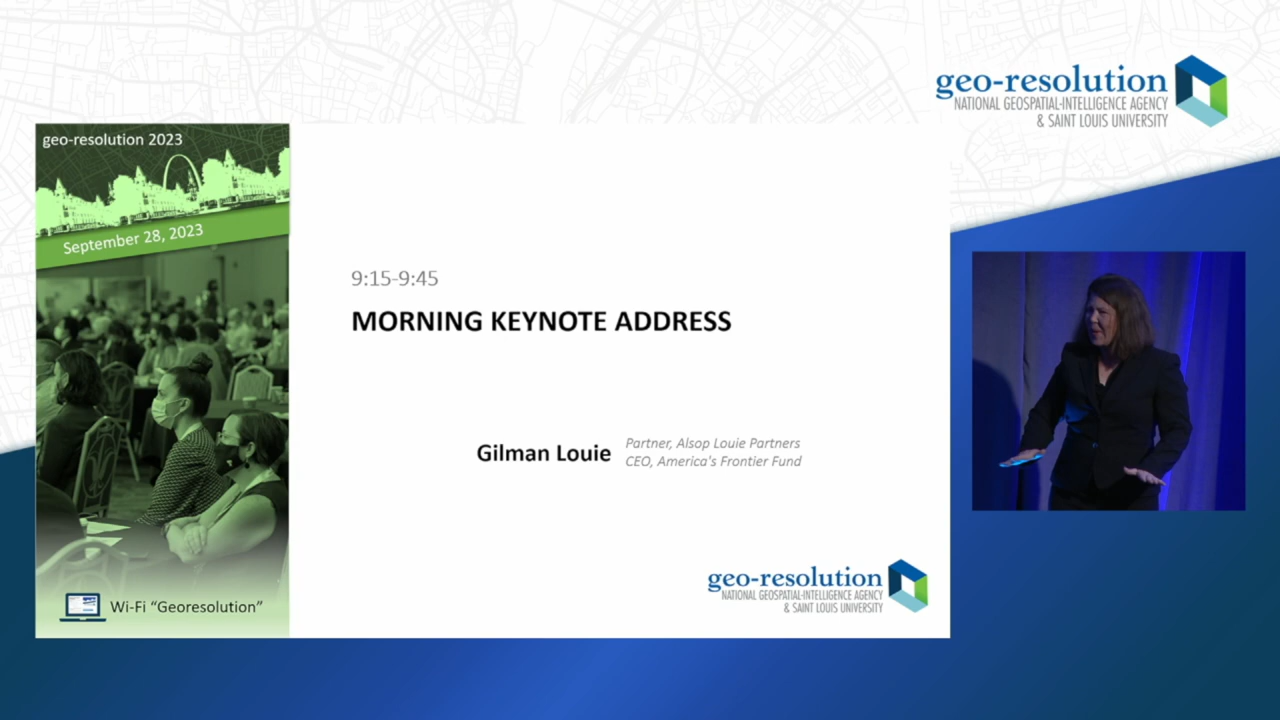 geo-resolution
NATIONAL GEOSPATIAL-INTELLIGENCE AGENCY
& SAINT LOUIS UNIVERSITY
geo-resolution 2023
September 28, 2023
9:15-9:45
MORNING KEYNOTE ADDRESS
Gilman Louie
Partner, Alsop Louie Partners
CEO, America's Frontier Fund
Wi-Fi “Georesolution”
geo-resolution
NATIONAL GEOSPATIAL-INTELLIGENCE AGENCY
& SAINT LOUIS UNIVERSITY